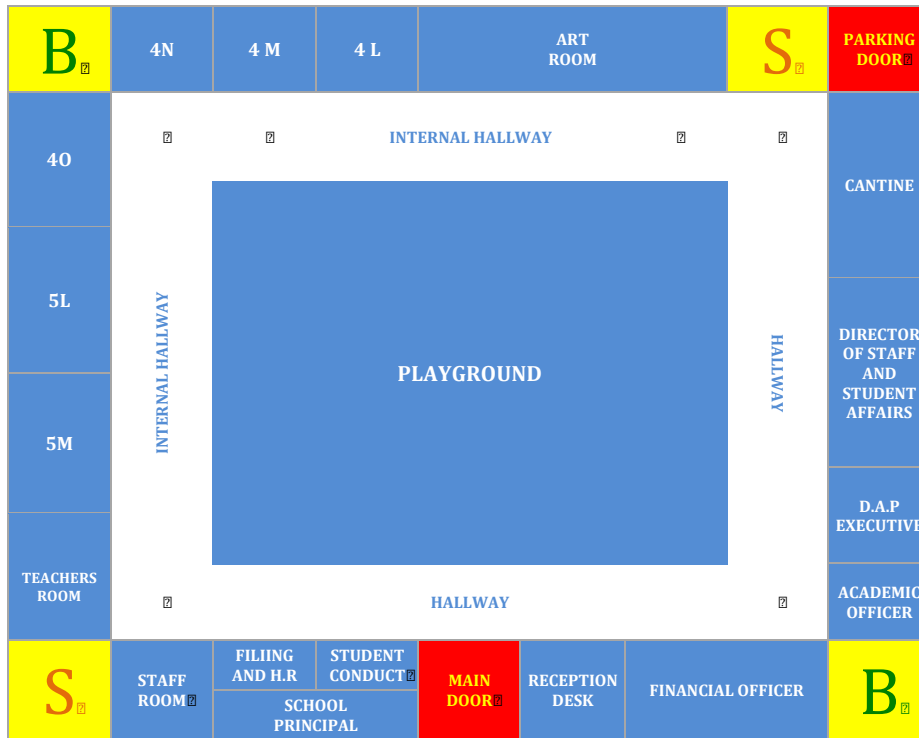 B
4N
4 M
4 L
ART
ROOM
S
PARKING
DOOR
4O
INTERNAL HALLWAY
CANTINE
5L
INTERNAL HALLWAY
PLAYGROUND
HALLWAY
DIRECTOR
OF STAFF
AND
STUDENT
AFFAIRS
5M
D.A.P
EXECUTIVE
TEACHERS
ROOM
HALLWAY
ACADEMIC
OFFICER
S
STAFF
ROOM
FILIING
AND H.R
STUDENT
CONDUCT
SCHOOL
PRINCIPAL
MAIN
DOOR
RECEPTION
DESK
FINANCIAL OFFICER
B